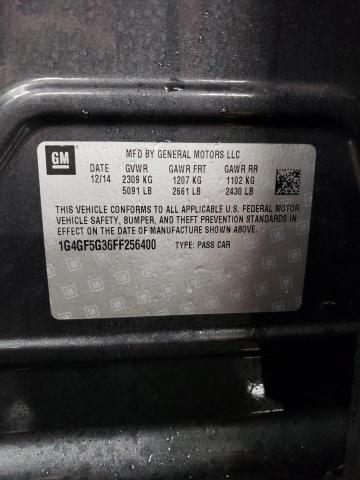 GM
MFD BY GENERAL MOTORS LLC
DATE GVWR GAWR FRT GAWR RR
12/14 2309 KG 1207 KG 1102 KG
5091 LB 2661 LB 2430 LB
THIS VEHICLE CONFORMS TO ALL APPLICABLE U.S. FEDERAL MOTOR
VEHICLE SAFETY, BUMPER, AND THEFT PREVENTION STANDARDS
IN EFFECT ON THE DATE OF MANUFACTURE SHOWN ABOVE.
1G4GF5G36FF256400 TYPE: PASS CAR